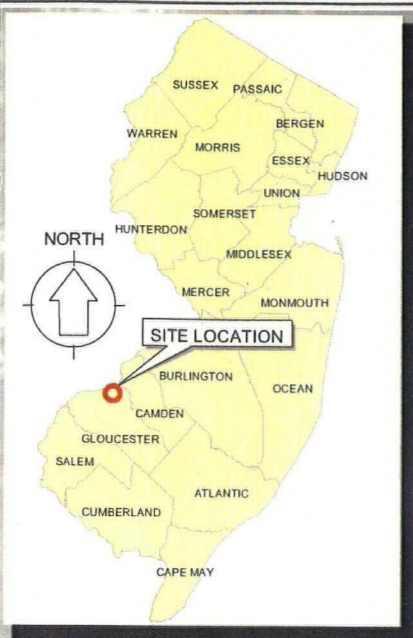 SUSSEX
PASSAIC
BERGEN
WARREN
MORRIS
ESSEX
HUDSON
UNION
SOMERSET
HUNTERDON
NORTH
MIDDLESEX
MERCER
MONMOUTH
SITE LOCATION
BURLINGTON
OCEAN
CAMDEN
GLOUCESTER
SALEM
ATLANTIC
CUMBERLAND
CAPE MAY